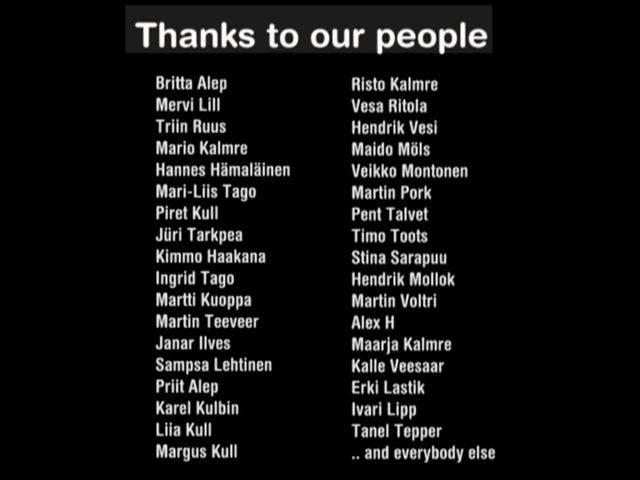 Thanks to our people
Britta Alep
Mervi Lill
Triin Ruus
Mario Kalmre
Hannes Hämaläinen
Mari-Liis Tago
Piret Kull
Jüri Tarkpea
Kimmo Haakana
Ingrid Tago
Martti Kuoppa
Martin Teeveer
Janar Ilves
Sampsa Lehtinen
Priit Alep
Karel Kulbin
Liia Kull
Margus Kull
Risto Kalmre
Vesa Ritola
Hendrik Vesi
Maido Möls
Veikko Montonen
Martin Pork
Pent Talvet
Timo Toots
Stina Sarapuu
Hendrik Mollok
Martin Voltri
Alex H
Maarja Kalmre
Kalle Veesaar
Erki Lastik
Ivari Lipp
Tanel Tepper
.. and everybody else